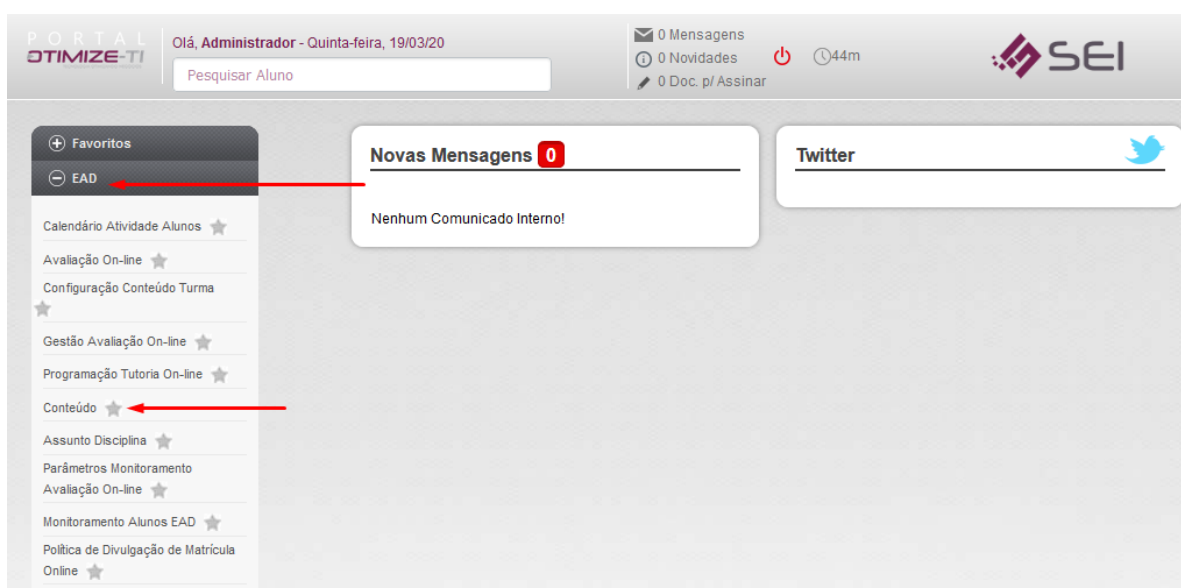 PORTAL
OTIMIZE-TI
Olá, Administrador - Quinta-feira, 19/03/20
Pesquisar Aluno
0 Mensagens
0 Novidades
0 Doc. p/ Assinar
44m
SEI
Favoritos
EAD
Calendário Atividade Alunos
Avaliação On-line
Configuração Conteúdo Turma
Gestão Avaliação On-line
Programação Tutoria On-line
Conteúdo
Assunto Disciplina
Parâmetros Monitoramento
Avaliação On-line
Monitoramento Alunos EAD
Política de Divulgação de Matrícula
Online
Novas Mensagens 0
Nenhum Comunicado Interno!
Twitter